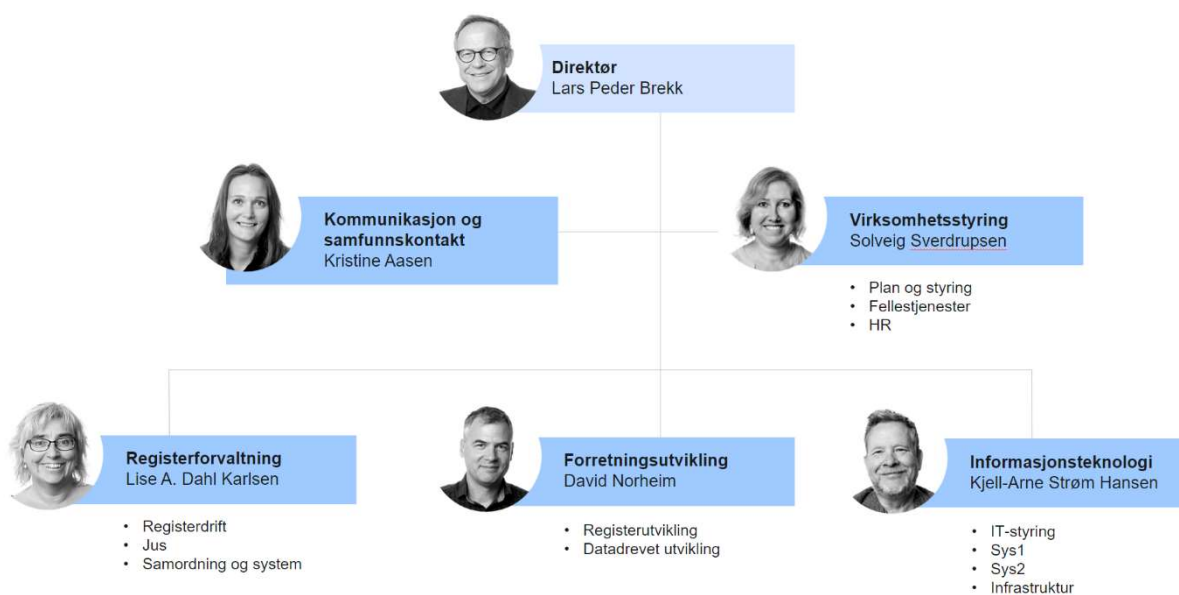 Direktør
Lars Peder Brekk
Kommunikasjon og
samfunnskontakt
Kristine Aasen
Virksomhetsstyring
Solveig Sverdrupsen
• Plan og styring
• Fellestjenester
• HR
Registerforvaltning
Lise A. Dahl Karlsen
• Registerdrift
• Jus
• Samordning og system
Forretningsutvikling
David Norheim
• Registerutvikling
• Datadrevet utvikling
Informasjonsteknologi
Kjell-Arne Strøm Hansen
• IT-styring
• Sys1
• Sys2
• Infrastruktur